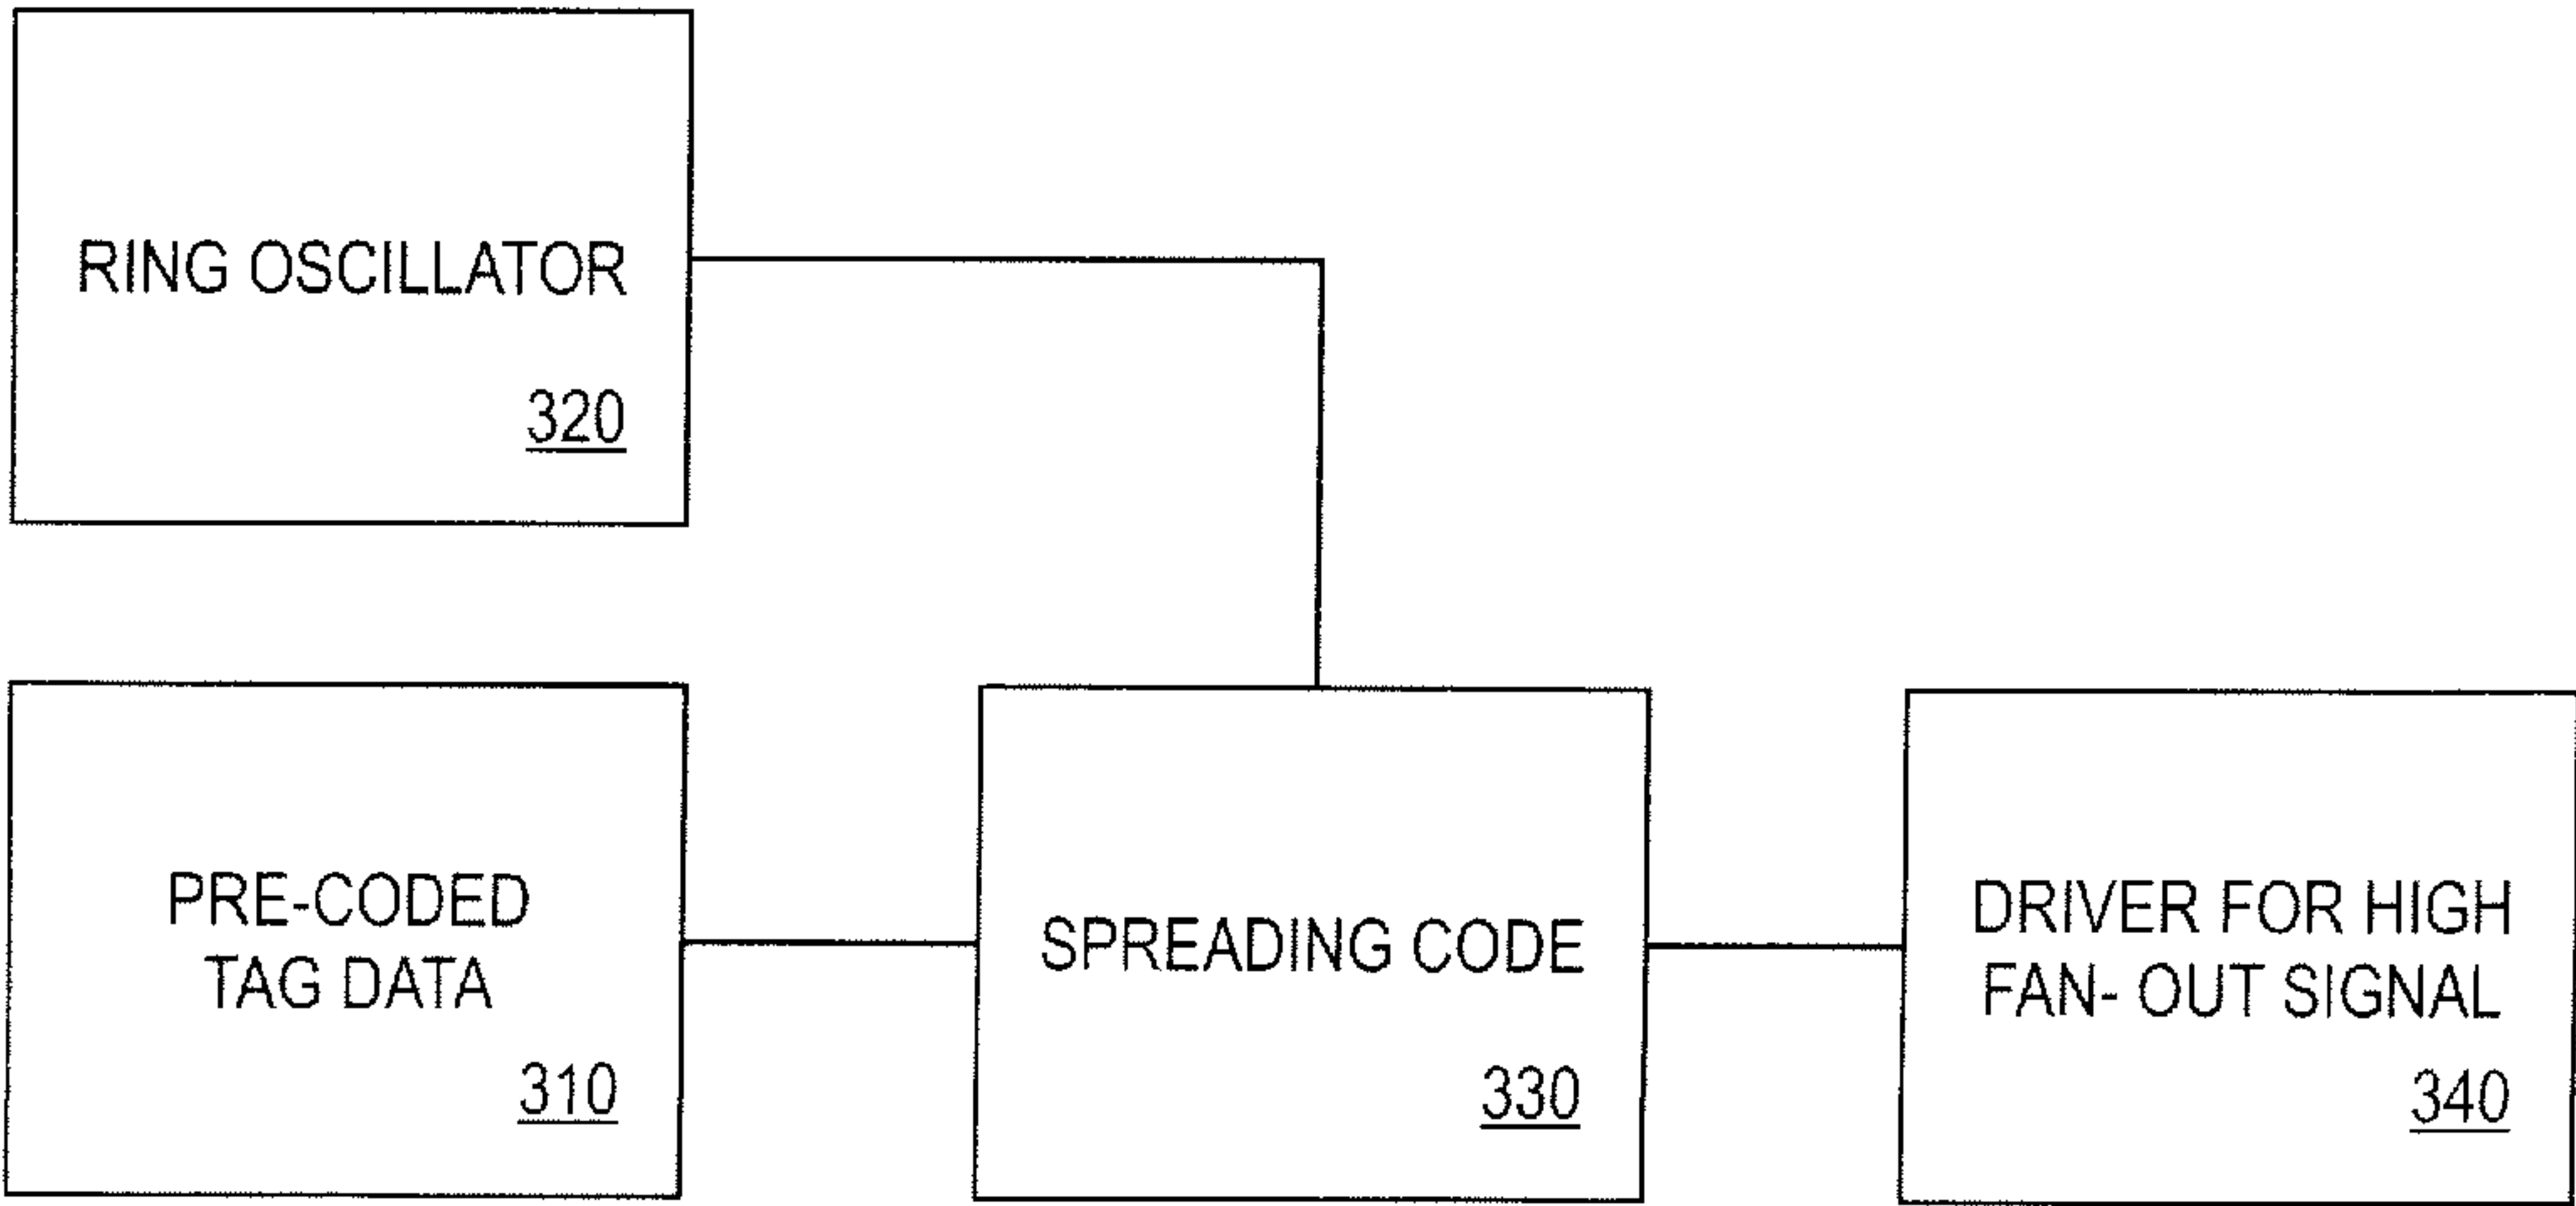 RING OSCILLATOR
320
PRE-CODED
TAG DATA
310
SPREADING CODE
330
DRIVER FOR HIGH
FAN- OUT SIGNAL
340